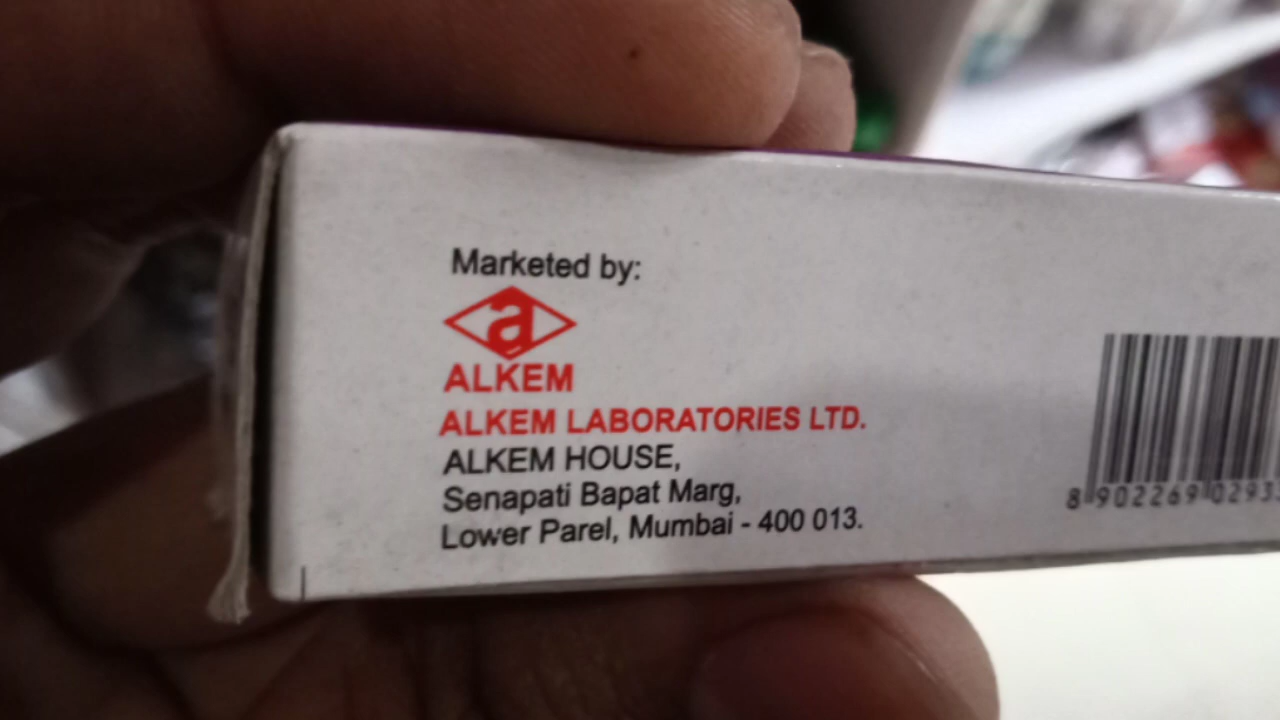 Marketed by:
a
ALKEM
ALKEM LABORATORIES LTD.
ALKEM HOUSE,
Senapati Bapat Marg,
Lower Parel, Mumbai - 400 013.
8 902269 0293